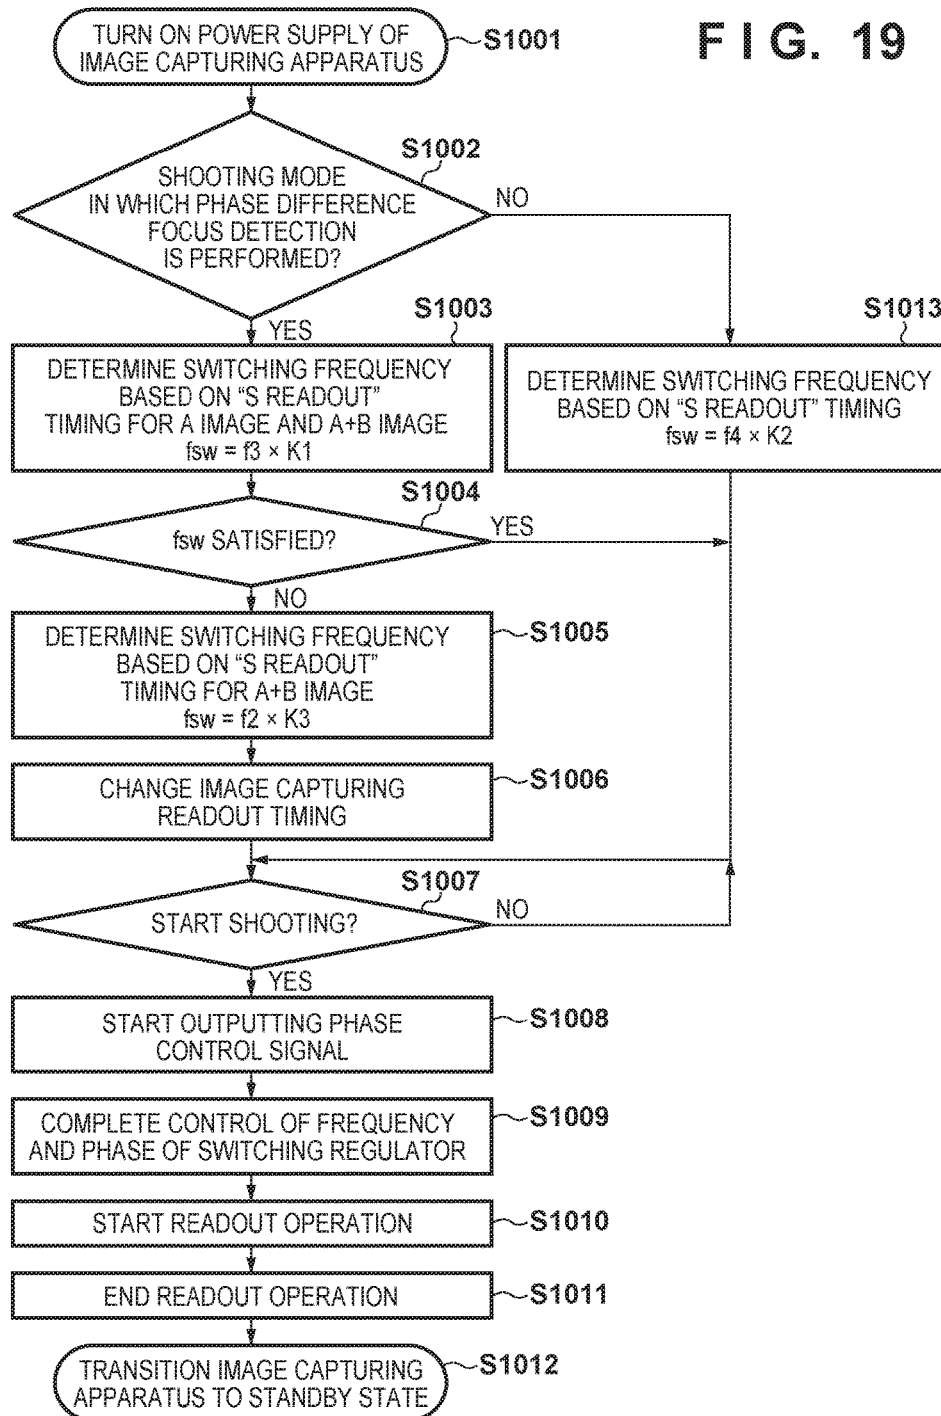 FIG. 19
TURN ON POWER SUPPLY OF
IMAGE CAPTURING APPARATUS
S1001
S1002
SHOOTING MODE
IN WHICH PHASE DIFFERENCE
FOCUS DETECTION
IS PERFORMED?
NO
YES
S1003
DETERMINE SWITCHING FREQUENCY
BASED ON “S READOUT”
TIMING FOR A IMAGE AND A+B IMAGE
fsw = f3 × K1
S1013
DETERMINE SWITCHING FREQUENCY
BASED ON “S READOUT” TIMING
fsw = f4 × K2
S1004
fsw SATISFIED?
YES
NO
DETERMINE SWITCHING FREQUENCY
BASED ON “S READOUT”
TIMING FOR A+B IMAGE
fsw = f2 × K3
S1005
CHANGE IMAGE CAPTURING
READOUT TIMING
S1006
S1007
START SHOOTING?
NO
YES
START OUTPUTTING PHASE
CONTROL SIGNAL
S1008
COMPLETE CONTROL OF FREQUENCY
AND PHASE OF SWITCHING REGULATOR
S1009
START READOUT OPERATION
S1010
END READOUT OPERATION
S1011
TRANSITION IMAGE CAPTURING
APPARATUS TO STANDBY STATE
S1012